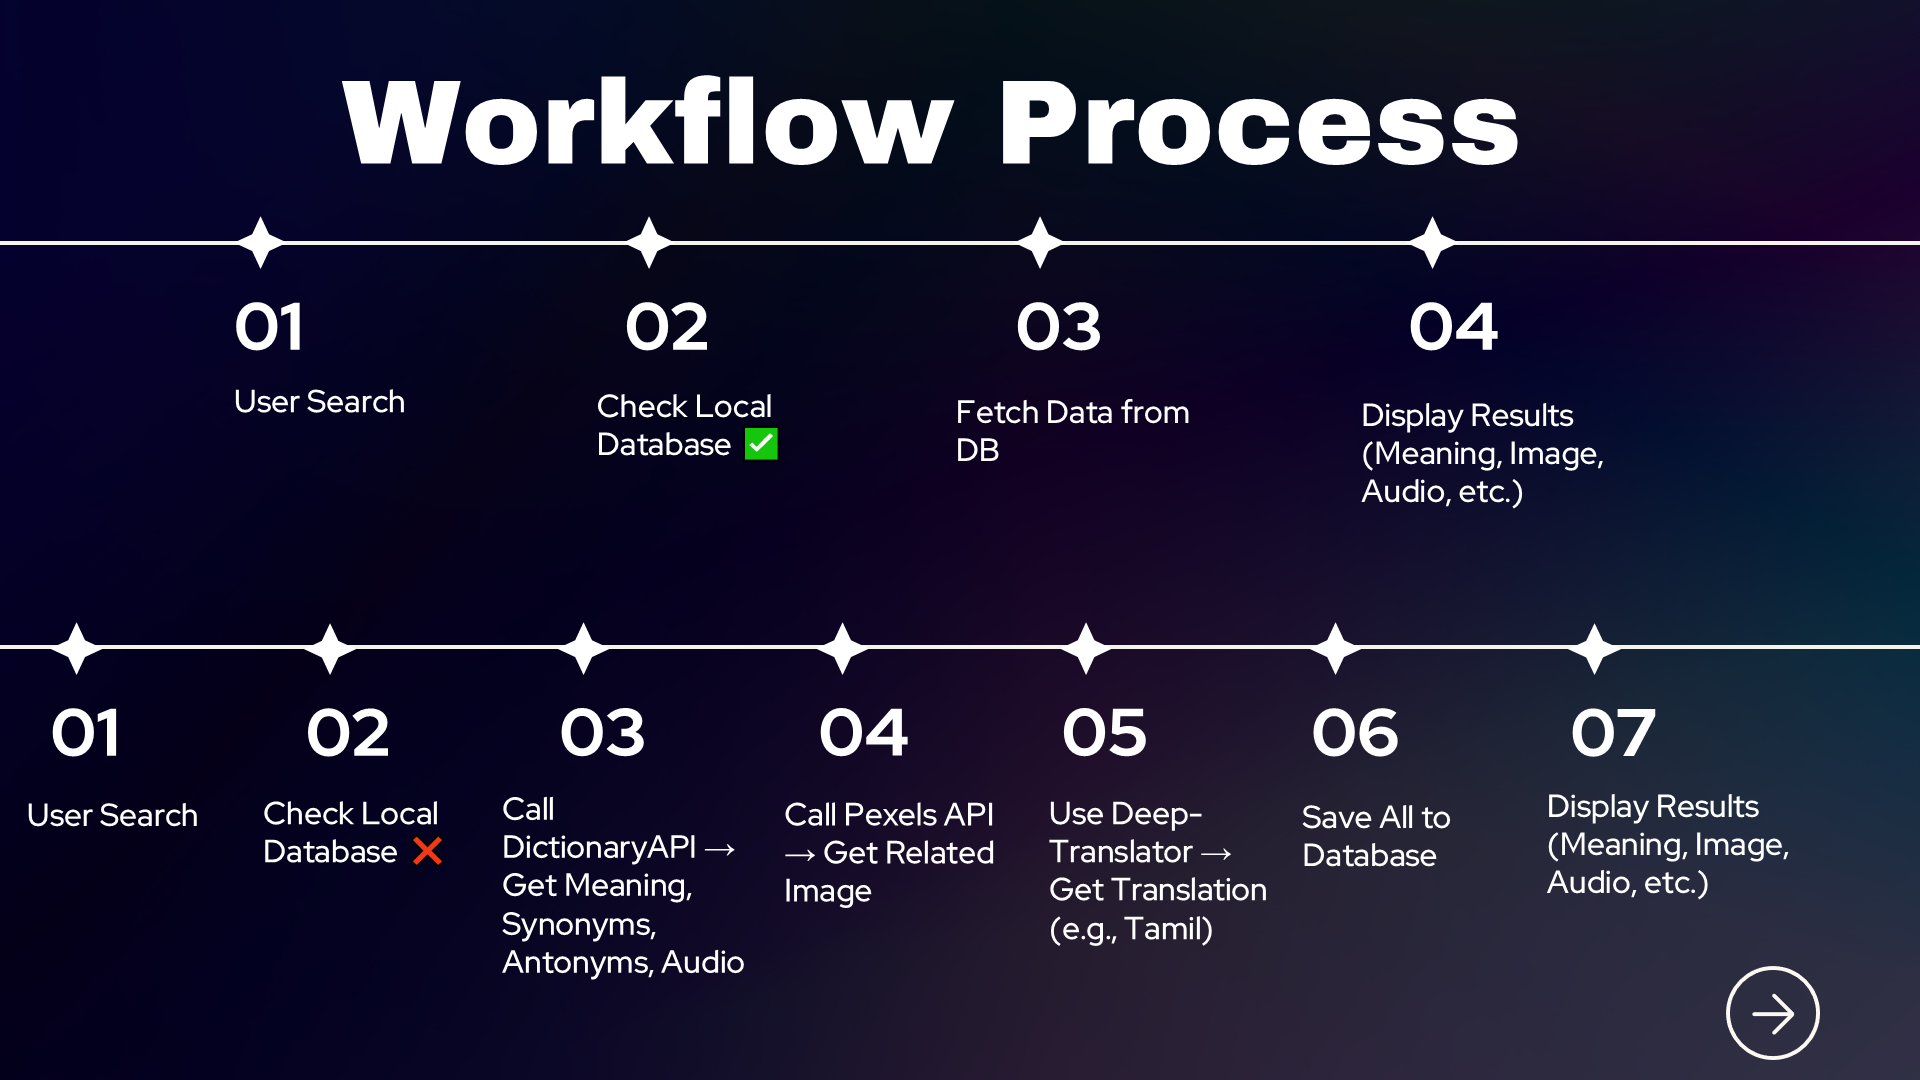 Workflow Process
01
User Search
02
Check Local
Database ✅
03
Fetch Data from
DB
04
Display Results
(Meaning, Image,
Audio, etc.)
01
User Search
02
Check Local
Database ❌
03
Call
DictionaryAPI →
Get Meaning,
Synonyms,
Antonyms, Audio
04
Call Pexels API
→ Get Related
Image
05
Use Deep-
Translator →
Get Translation
(e.g., Tamil)
06
Save All to
Database
07
Display Results
(Meaning, Image,
Audio, etc.)